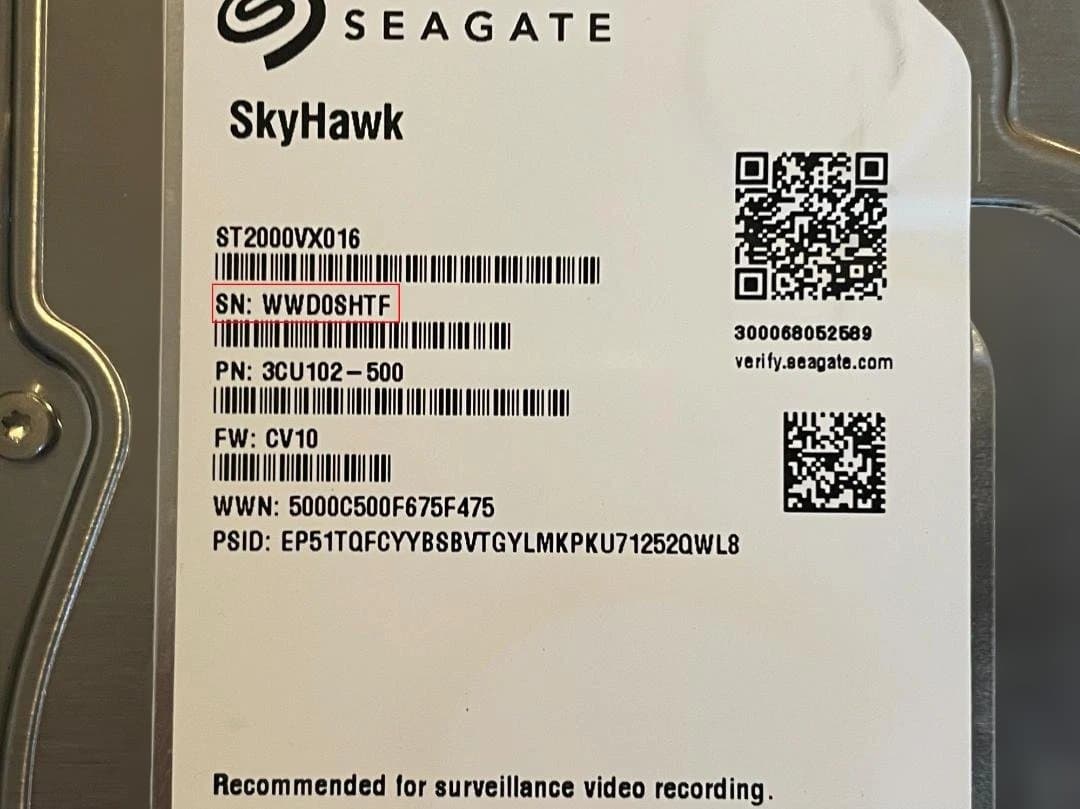 SEAGATE
SkyHawk
ST2000VX016
SN: WWD0SHTF
PN: 3CU102-500
FW: CV10
WWN: 5000C500F675F475
PSID: EP51TQFCYYBSBVTGYLMKPKU71252QWL8
300068052589
verify.seagate.com
Recommended for surveillance video recording.